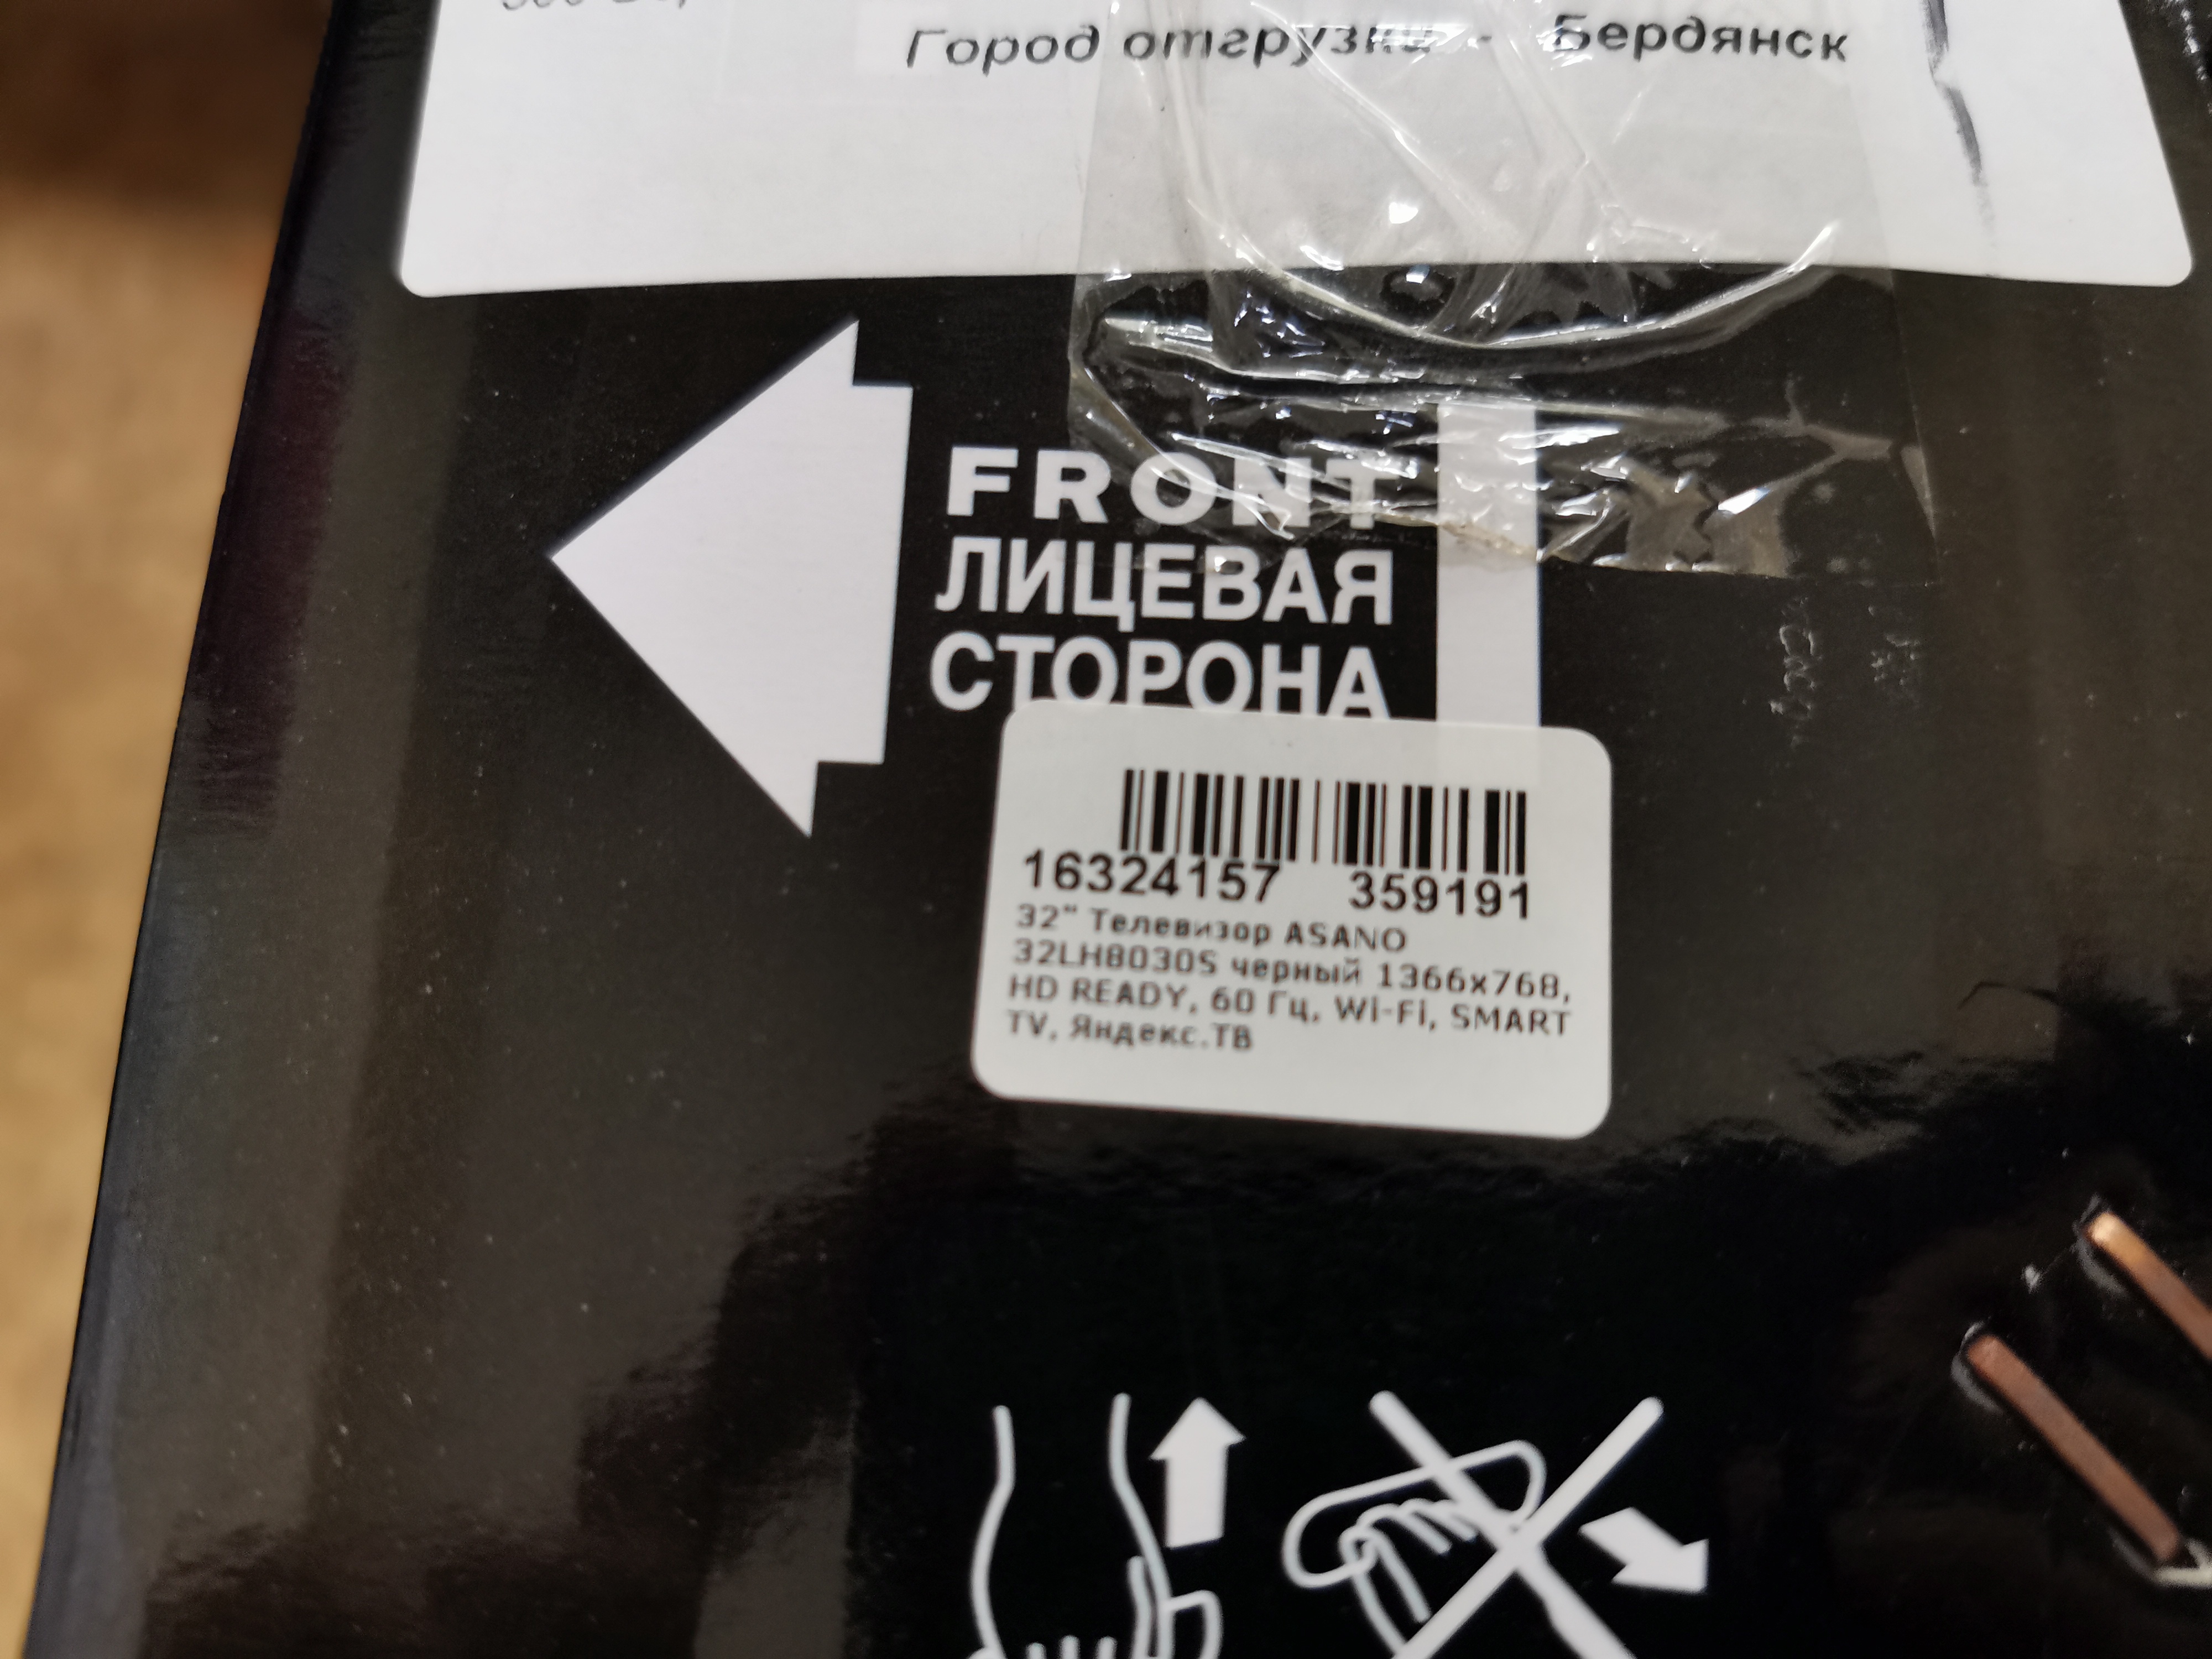 Город отгрузки - Бердянск
FRONT
ЛИЦЕВАЯ
СТОРОНА
16324157 359191
32" Телевизор ASANO
32LH8030S черный 1366x768,
HD READY, 60 Гц, Wi-Fi, SMART
TV, Яндекс.ТВ